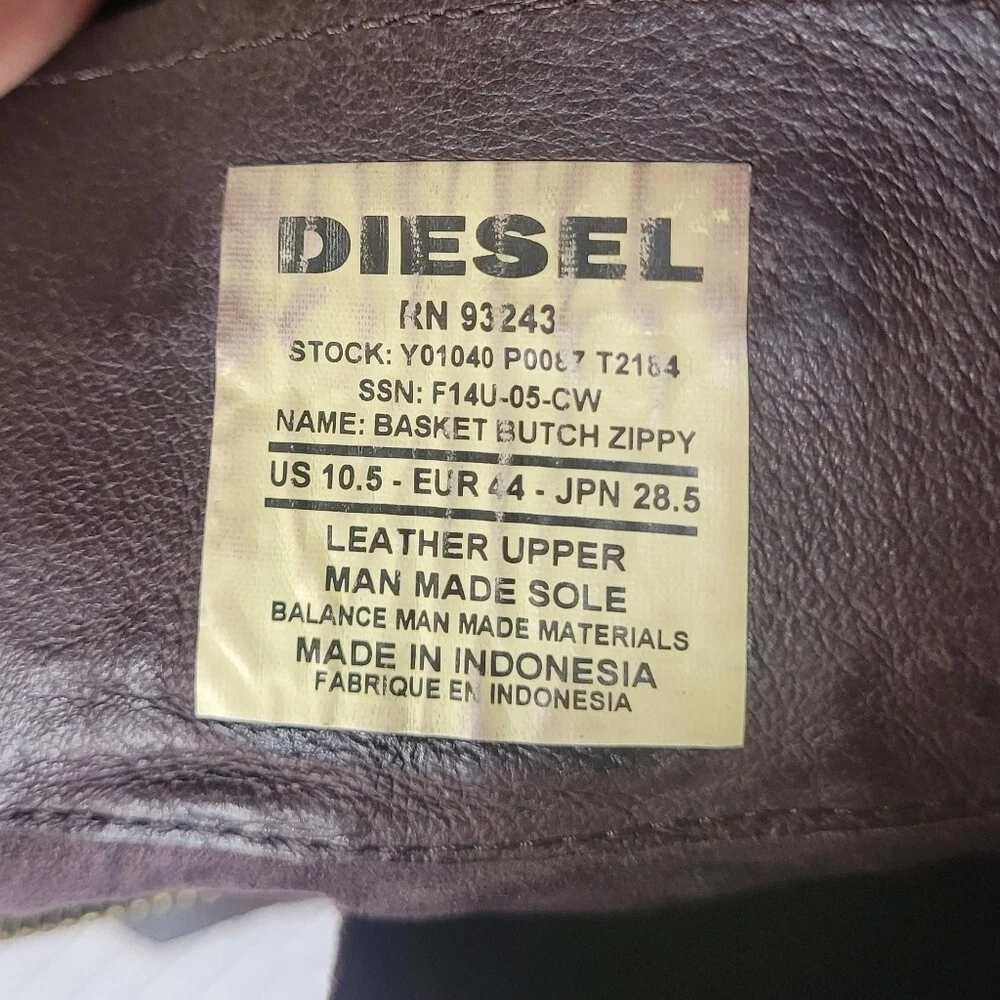 DIESEL
RN 93243
STOCK: Y01040 P0087 T2184
SSN: F14U-05-CW
NAME: BASKET BUTCH ZIPPY
US 10.5 - EUR 44 - JPN 28.5
LEATHER UPPER
MAN MADE SOLE
BALANCE MAN MADE MATERIALS
MADE IN INDONESIA
FABRIQUE EN INDONESIA